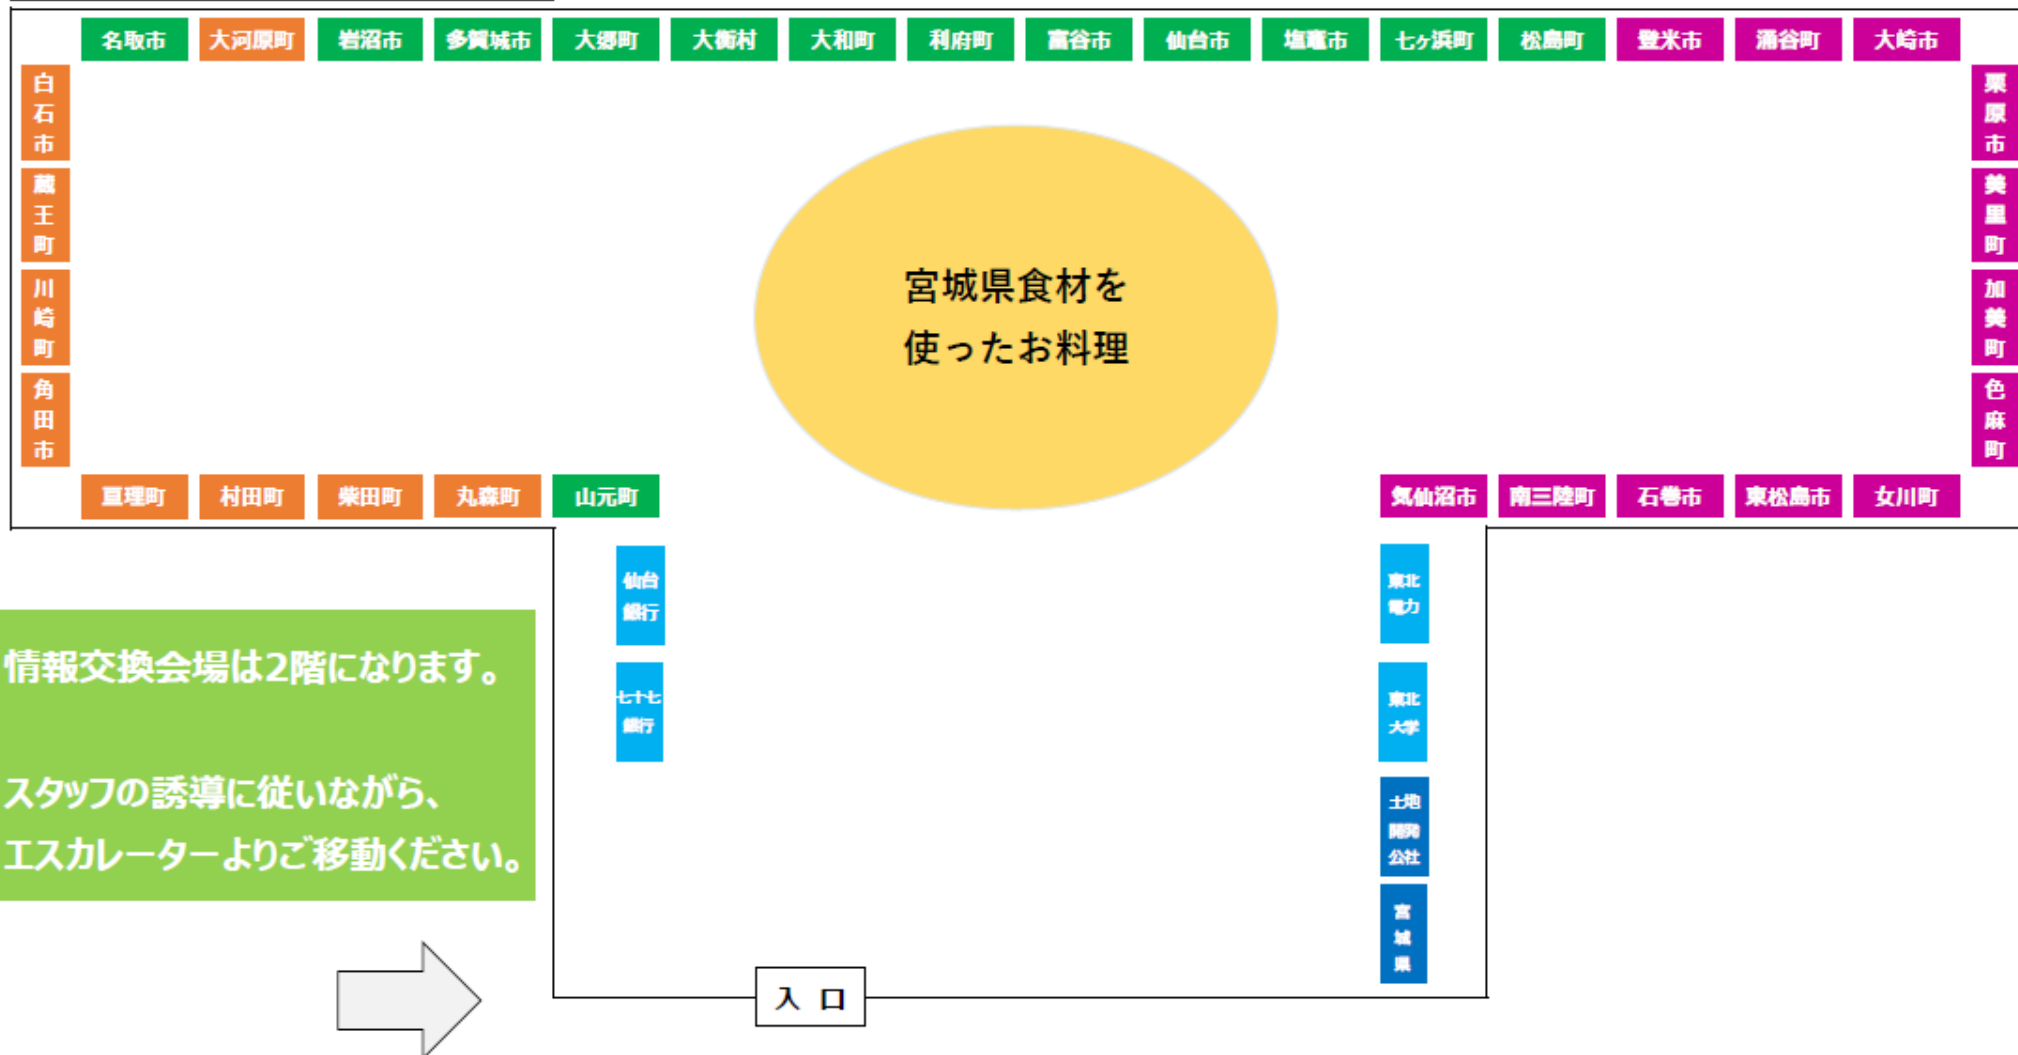 名取市
大河原町
岩沼市
多賀城市
大郷町
大衡村
大和町
利府町
富谷市
仙台市
塩竈市
七ヶ浜町
松島町
登米市
涌谷町
大崎市
白石市
蔵王町
川崎町
角田市
栗原市
美里町
加美町
色麻町
宮城県食材を
使ったお料理
亘理町
村田町
柴田町
丸森町
山元町
気仙沼市
南三陸町
石巻市
東松島市
女川町
仙台
銀行
七十七
銀行
東北
電力
東北
大学
土地
開発
公社
宮城県
情報交換会場は2階になります。
スタッフの誘導に従いながら、
エスカレーターよりご移動ください。
入 口